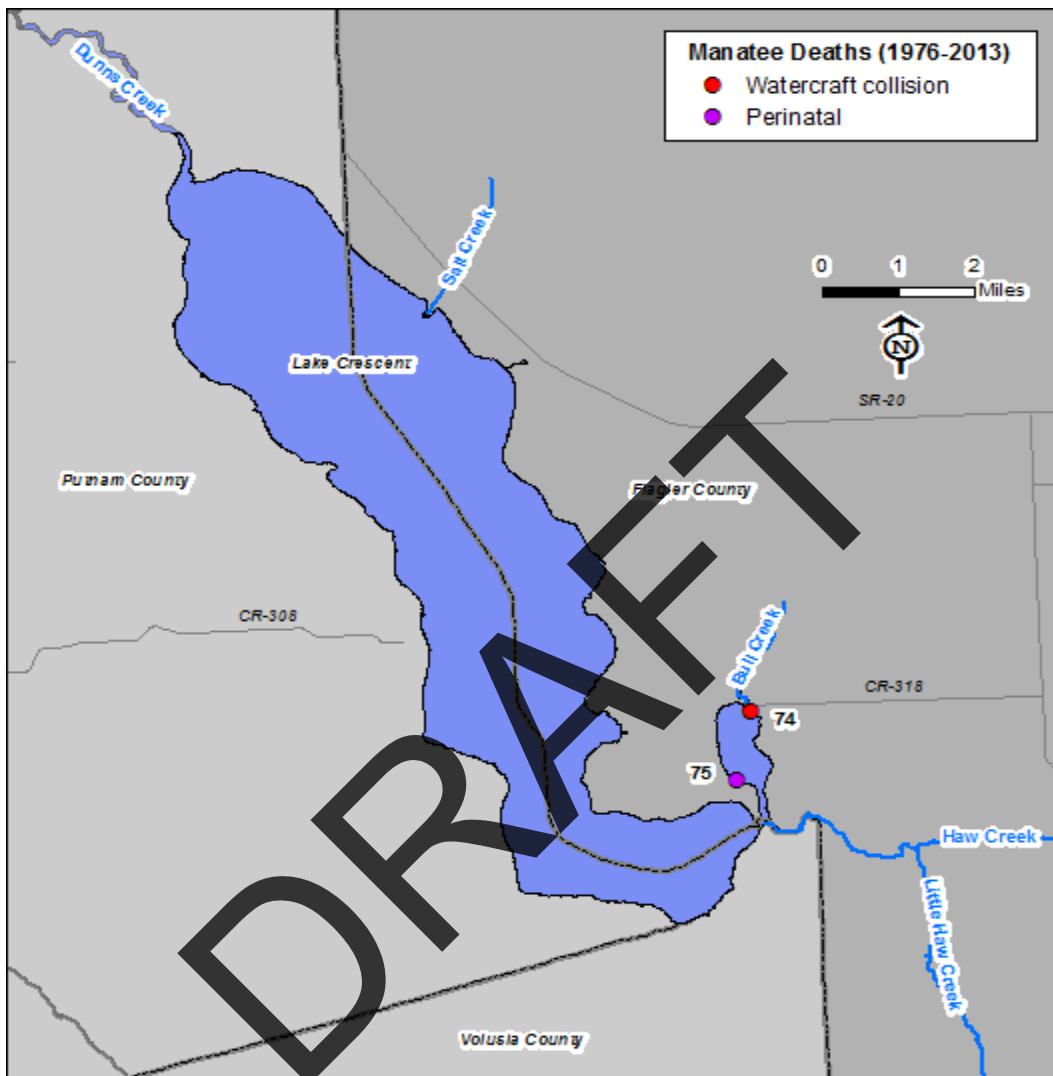 Manatee Deaths (1976-2013)
Watercraft collision
Perinatal
Dunns Creek
Salt Creek
0 1 2
Miles
N
Lake Crescent
SR-20
Putnam County
Flagler County
CR-308
Bull Creek
CR-318
74
75
Haw Creek
Little Haw Creek
Volusia County
DRAFT